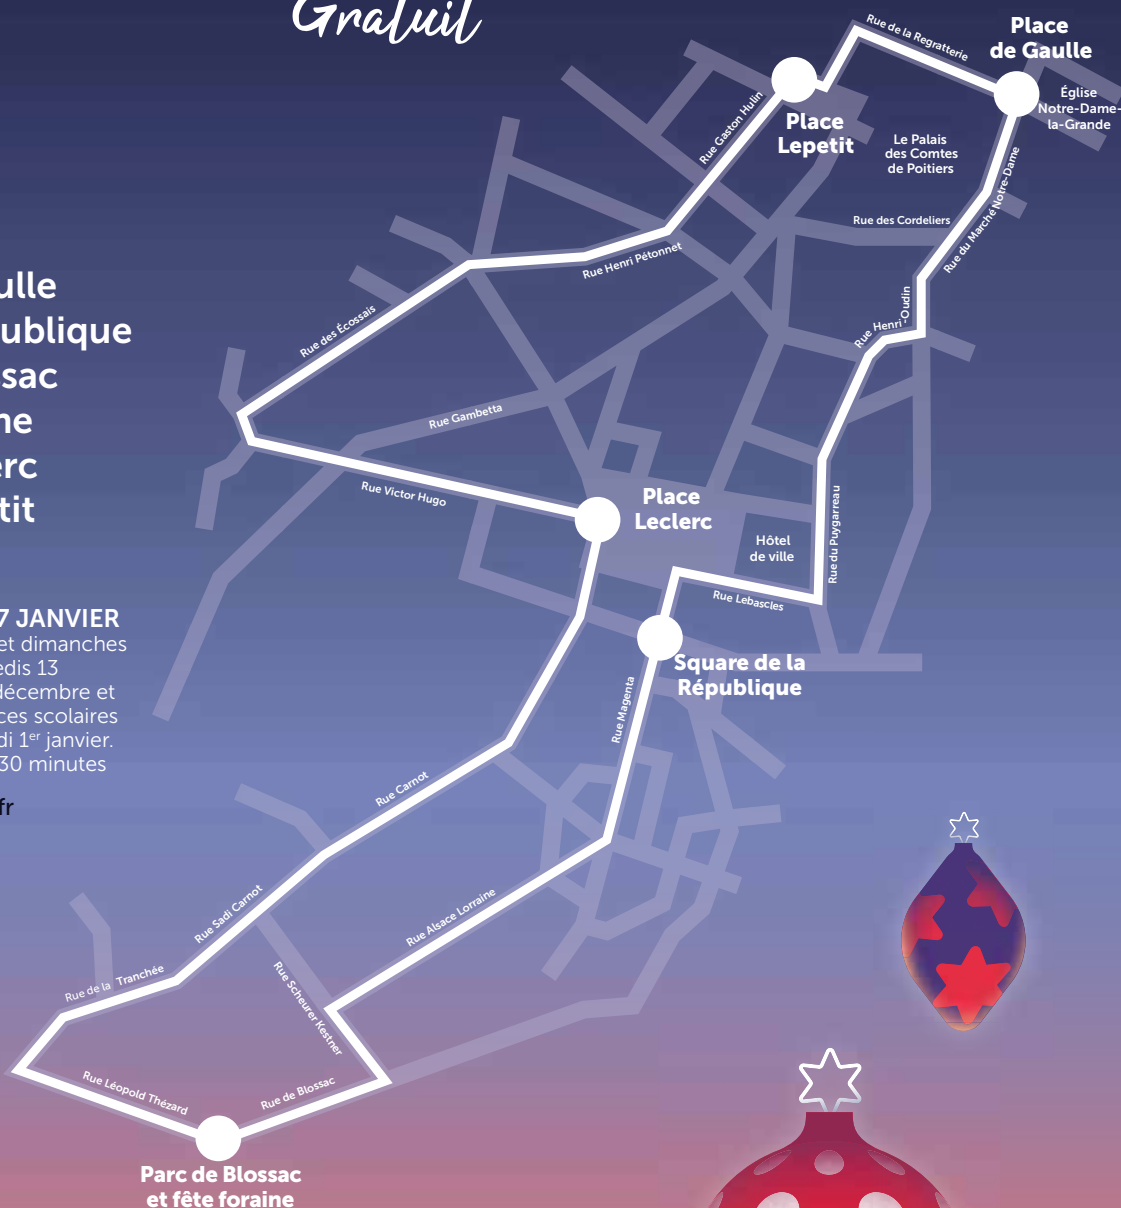 Gratuit
ulle
ublique
ssac
ne
erc
tit
7 JANVIER
et dimanches
edis 13
décembre et
ces scolaires
di 1er janvier.
30 minutes
fr
Rue de la Regratterie
Place
de Gaulle
Église
Notre-Dame-
la-Grande
Place
Lepetit
Le Palais
des Comtes
de Poitiers
Rue Gaston Hulin
Rue du Marché Notre-Dame
Rue des Cordeliers
Rue Henri Pétonnet
Rue Henri-Oudin
Rue des Écossais
Rue Gambetta
Rue Victor Hugo
Place
Leclerc
Hôtel
de ville
Rue du Puygarreau
Rue Lebascles
Square de la
République
Rue Magenta
Rue Carnot
Rue Sadi Carnot
Rue Alsace Lorraine
Rue de la Tranchée
Rue Scheurer Kestner
Rue Léopold Thézard
Rue de Blossac
Parc de Blossac
et fête foraine